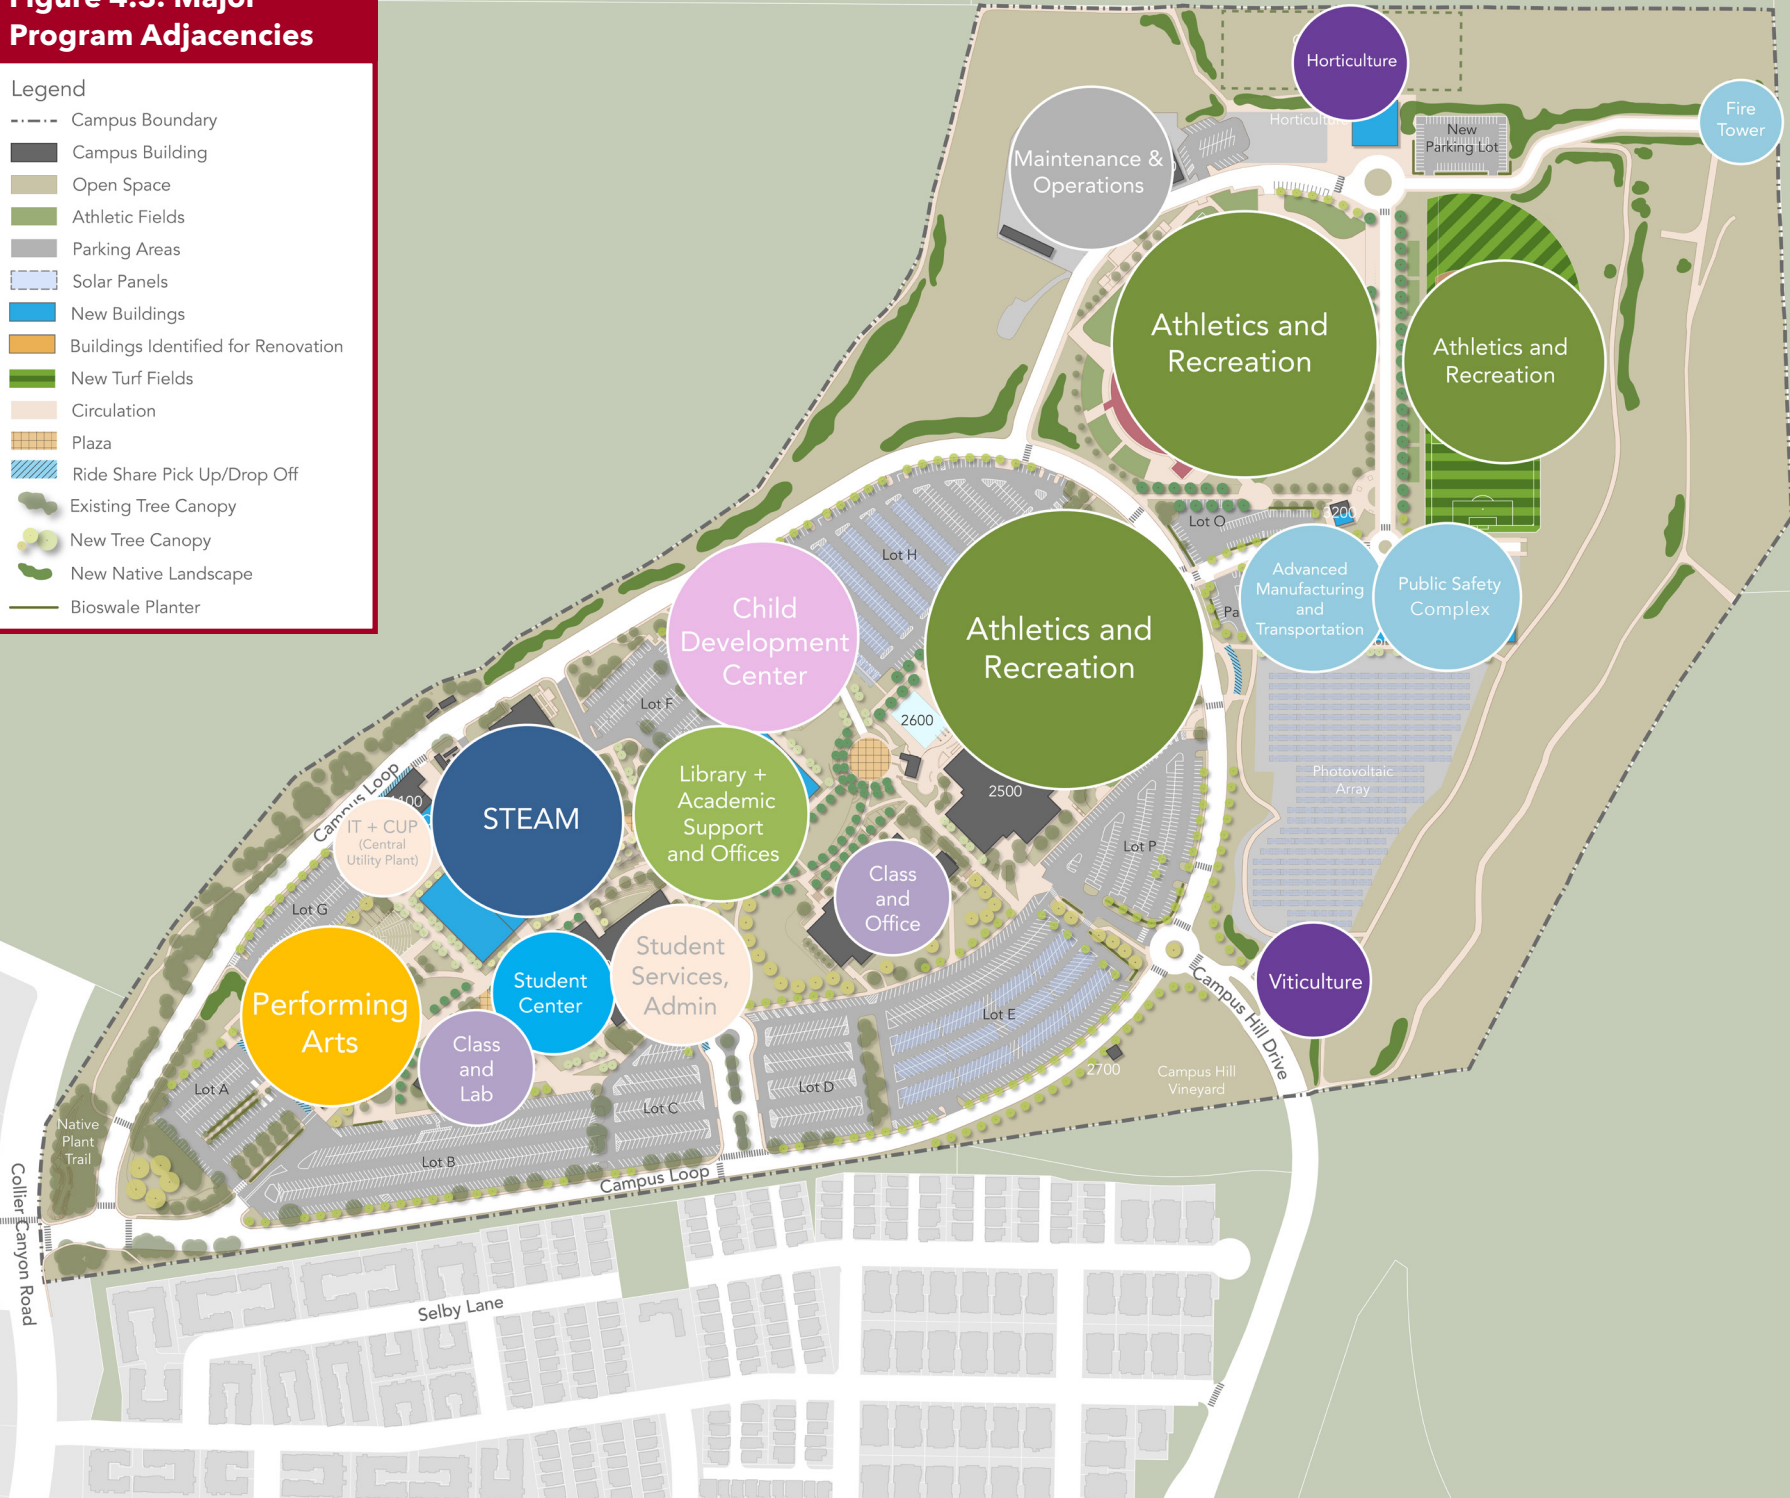 Figure 4.3: Major
Program Adjacencies
Legend
Campus Boundary
Campus Building
Open Space
Athletic Fields
Parking Areas
Solar Panels
New Buildings
Buildings Identified for Renovation
New Turf Fields
Circulation
Plaza
Ride Share Pick Up/Drop Off
Existing Tree Canopy
New Tree Canopy
New Native Landscape
Bioswale Planter
Horticulture
Horticulture
Fire
Tower
New
Parking Lot
Maintenance &
Operations
Athletics and
Recreation
Athletics and
Recreation
Lot O
3200
Lot H
Advanced
Manufacturing
and
Transportation
Public Safety
Complex
Child
Development
Center
Athletics and
Recreation
Lot F
2600
Photovoltaic
Array
Campus Loop
STEAM
Library +
Academic
Support
and Offices
2500
IT + CUP
(Central
Utility Plant)
Lot P
Class
and
Office
Lot G
Student
Services,
Admin
Student
Center
Performing
Arts
Viticulture
Campus Hill Drive
Lot E
Class
and
Lab
2700
Campus Hill
Vineyard
Lot A
Lot D
Lot C
Native
Plant
Trail
Lot B
Campus Loop
Collier Canyon Road
Selby Lane